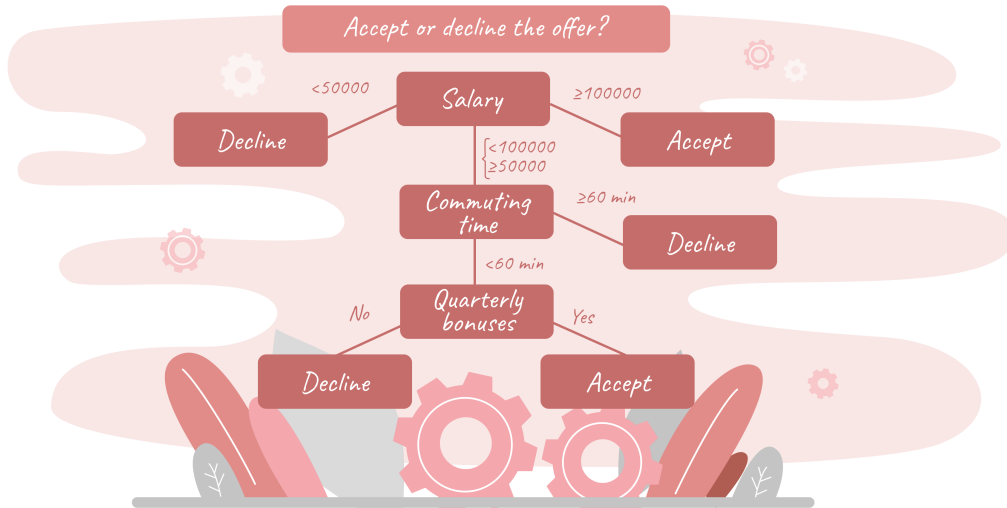 Accept or decline the offer?
<50000
Salary
≥100000
Decline
Accept
<100000
≥50000
Commuting
time
≥60 min
Decline
<60 min
Quarterly
bonuses
No
Yes
Decline
Accept